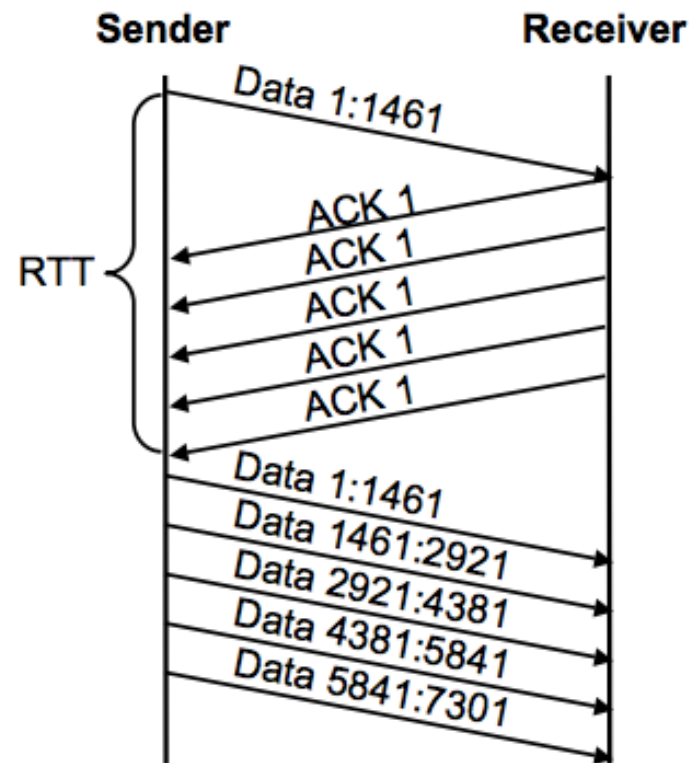 Sender
Receiver
Data 1:1461
ACK 1
ACK 1
RTT
ACK 1
ACK 1
ACK 1
Data 1:1461
Data 1461:2921
Data 2921:4381
Data 4381:5841
Data 5841:7301